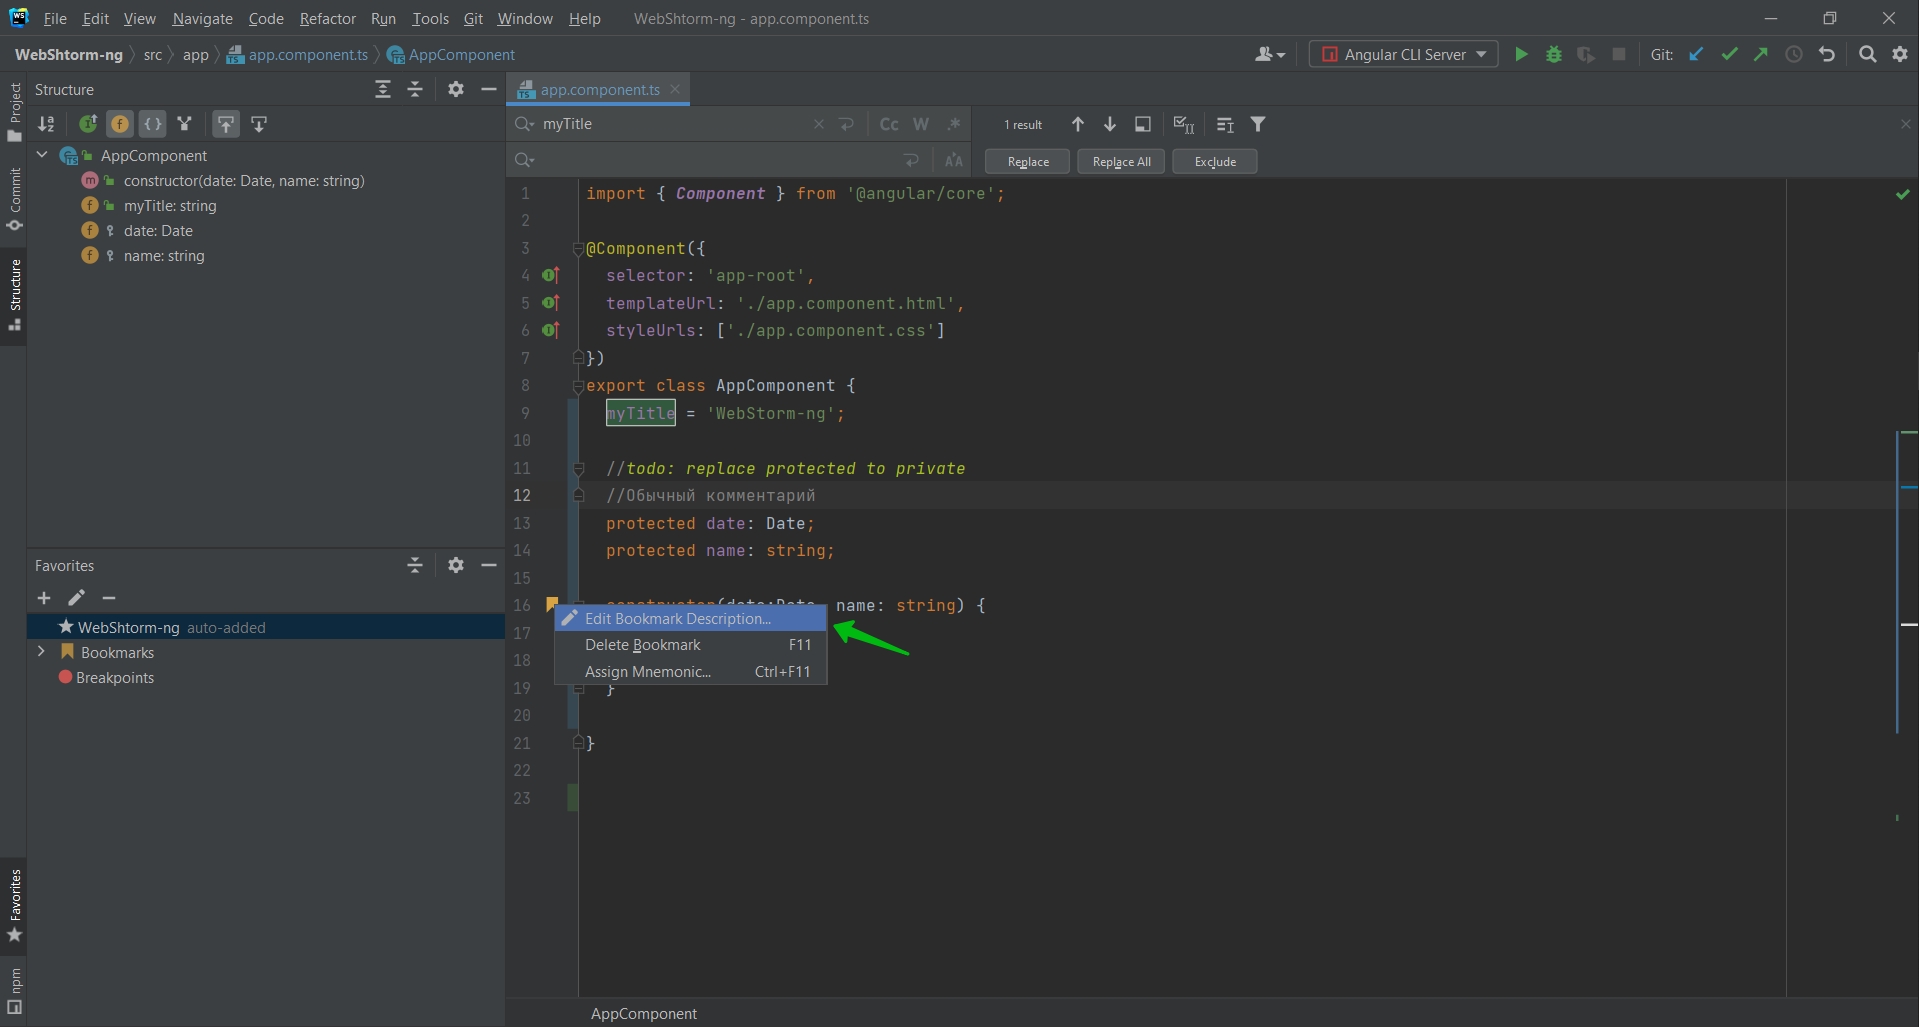 File Edit View Navigate Code Refactor Run Tools Git Window Help WebShtorm-ng - app.component.ts
WebShtorm-ng src app app.component.ts AppComponent Angular CLI Server Git:
Project
Commit
Structure
Favorites
npm
Structure
AppComponent
constructor(date: Date, name: string)
myTitle: string
date: Date
name: string
Favorites
WebShtorm-ng auto-added
Bookmarks
Breakpoints
app.component.ts
myTitle Cc W .* 1 result
Replace Replace All Exclude
1 import { Component } from '@angular/core';
2
3 @Component({
4 selector: 'app-root',
5 templateUrl: './app.component.html',
6 styleUrls: ['./app.component.css']
7 })
8 export class AppComponent {
9 myTitle = 'WebStorm-ng';
10
11 //todo: replace protected to private
12 //Обычный комментарий
13 protected date: Date;
14 protected name: string;
15
16 constructor(date:Date, name: string) {
17
18
19 }
20
21 }
22
23
Edit Bookmark Description...
Delete Bookmark F11
Assign Mnemonic... Ctrl+F11
AppComponent